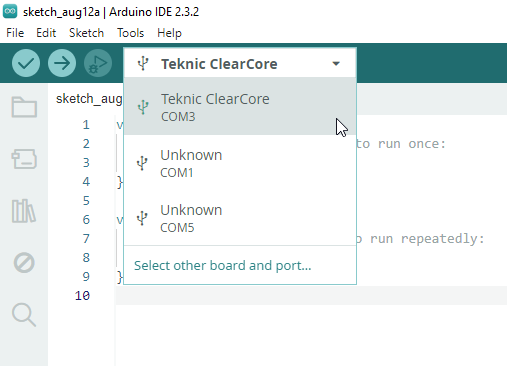 sketch_aug12a | Arduino IDE 2.3.2
File Edit Sketch Tools Help
Teknic ClearCore
sketch_aug
Teknic ClearCore
COM3
Unknown
COM1
Unknown
COM5
Select other board and port...
1 v
2 to run once:
3
4 }
5
6 v
7 o run repeatedly:
8
9 }
10